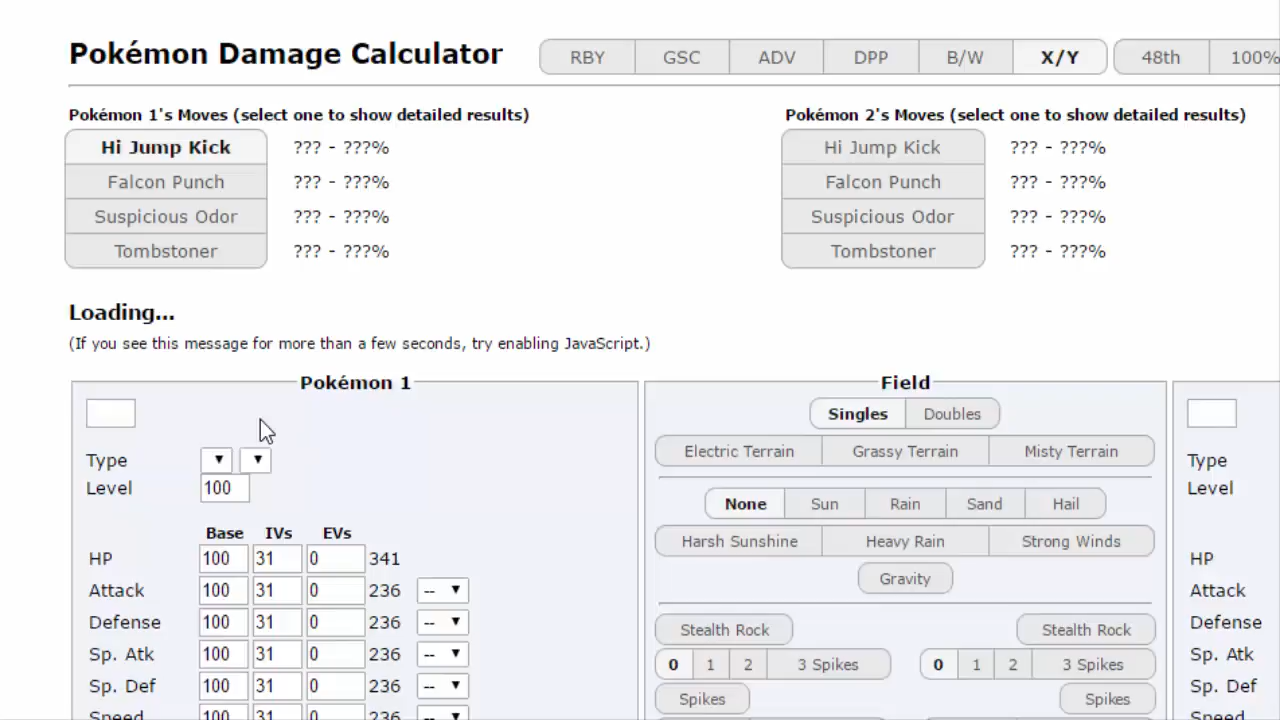 Pokémon Damage Calculator
RBY GSC ADV DPP B/W X/Y 48th 100%
Pokémon 1's Moves (select one to show detailed results)
Hi Jump Kick ??? - ???%
Falcon Punch ??? - ???%
Suspicious Odor ??? - ???%
Tombstoner ??? - ???%
Pokémon 2's Moves (select one to show detailed results)
Hi Jump Kick ??? - ???%
Falcon Punch ??? - ???%
Suspicious Odor ??? - ???%
Tombstoner ??? - ???%
Loading...
(If you see this message for more than a few seconds, try enabling JavaScript.)
Pokémon 1
Type
Level 100
Base IVs EVs
HP 100 31 0 341
Attack 100 31 0 236 --
Defense 100 31 0 236 --
Sp. Atk 100 31 0 236 --
Sp. Def 100 31 0 236 --
Speed 100 31 0 236 --
Field
Singles Doubles
Electric Terrain Grassy Terrain Misty Terrain
None Sun Rain Sand Hail
Harsh Sunshine Heavy Rain Strong Winds
Gravity
Stealth Rock Stealth Rock
0 1 2 3 Spikes 0 1 2 3 Spikes
Spikes Spikes
Type
Level
HP
Attack
Defense
Sp. Atk
Sp. Def
Speed